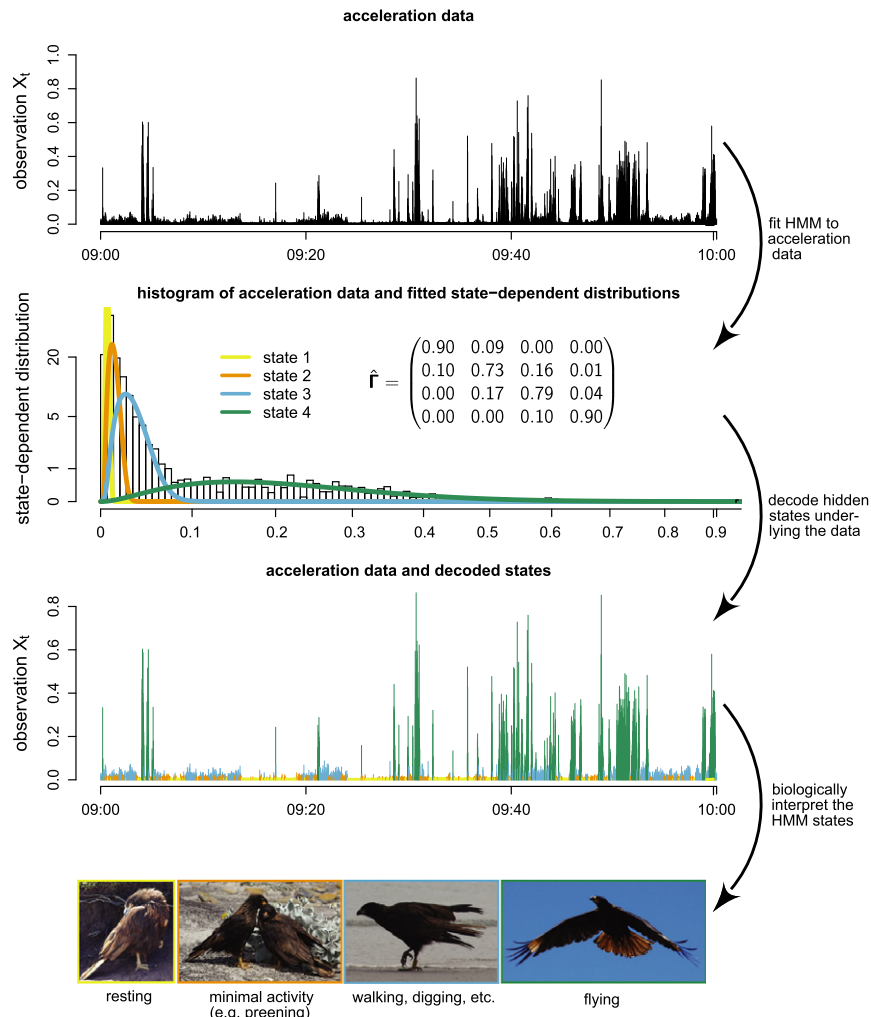 acceleration data
observation Xt
1.0
0.8
0.6
0.4
0.2
0.0
09:00 09:20 09:40 10:00
fit HMM to
acceleration
data
histogram of acceleration data and fitted state−dependent distributions
state−dependent distribution
20
5
1
0
state 1
state 2
state 3
state 4
Γ̂ =
0.90 0.09 0.00 0.00
0.10 0.73 0.16 0.01
0.00 0.17 0.79 0.04
0.00 0.00 0.10 0.90
0 0.1 0.2 0.3 0.4 0.5 0.6 0.7 0.8 0.9
decode hidden
states under-
lying the data
acceleration data and decoded states
observation Xt
0.8
0.6
0.4
0.2
0.0
09:00 09:20 09:40 10:00
biologically
interpret the
HMM states
resting
minimal activity
(e.g. preening)
walking, digging, etc.
flying